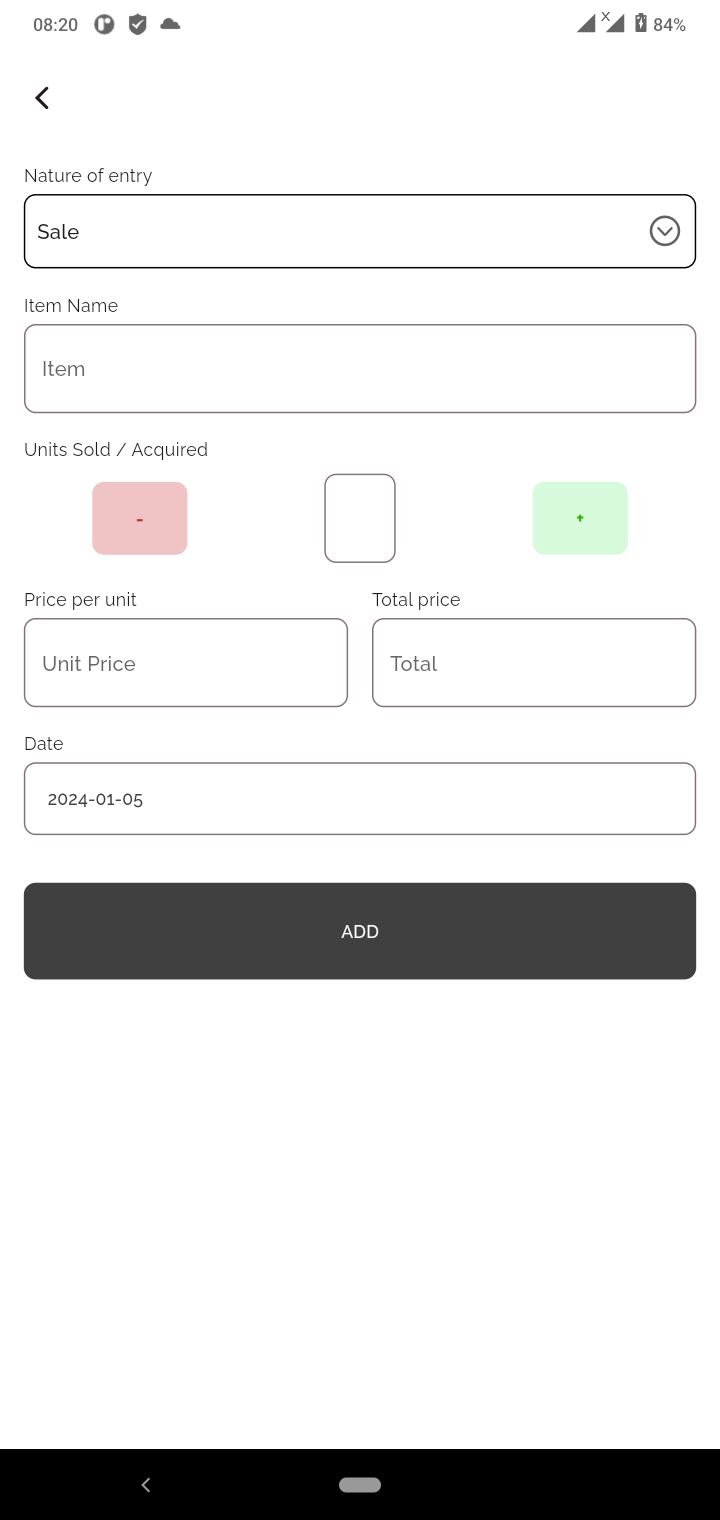 08:20 84%
Nature of entry
Sale
Item Name
Item
Units Sold / Acquired
- +
Price per unit Total price
Unit Price Total
Date
2024-01-05
ADD